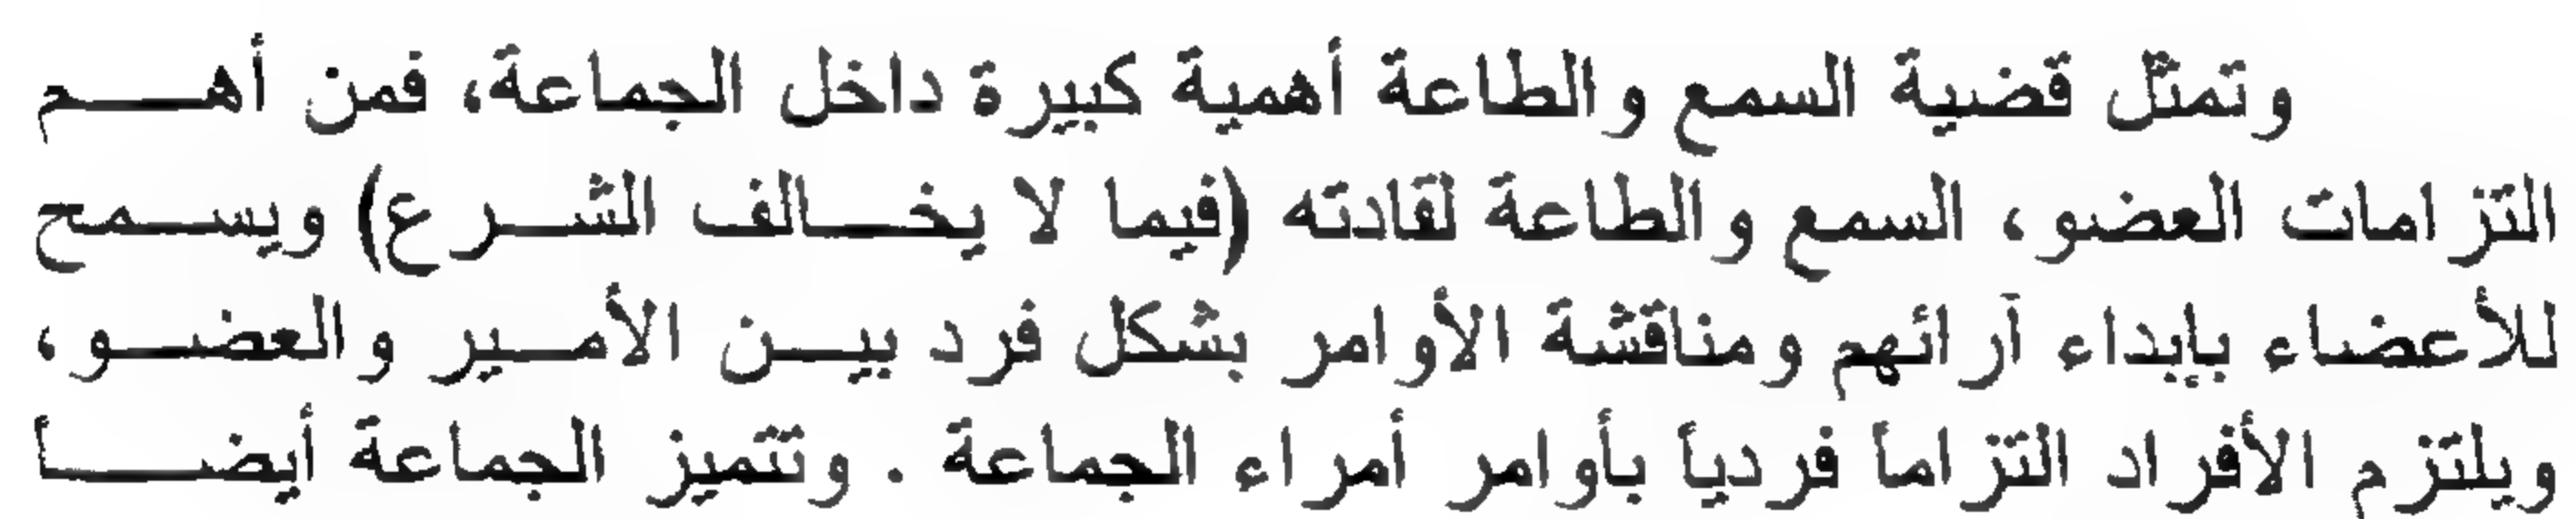 وتمثل قضية السمع والطاعة أهمية كبيرة داخل الجماعة، فمن أهم
التزامات العضو، السمع والطاعة لقادته (فيما لا يخالف الشرع) ويسمح
للأعضاء بإبداء آرائهم ومناقشة الأوامر بشكل فرد بين الأمير والعضو،
ويلتزم الأفراد التزاماً فردياً بأوامر أمراء الجماعة . وتتميز الجماعة أيضا